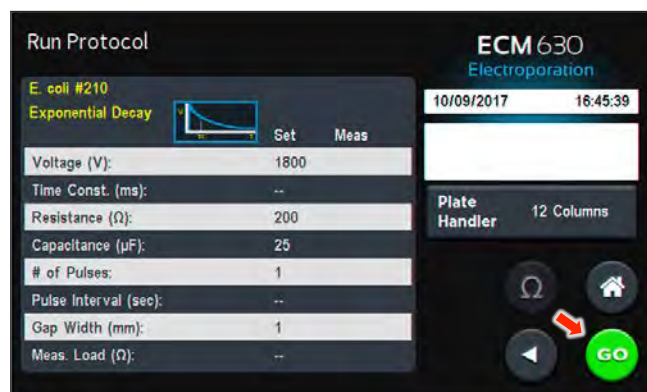 Run Protocol
ECM 630
Electroporation
E. coli #210
Exponential Decay
Set Meas
10/09/2017 16:45:39
Voltage (V): 1800
Time Const. (ms): --
Resistance (Ω): 200
Capacitance (µF): 25
# of Pulses: 1
Pulse Interval (sec): --
Gap Width (mm): 1
Meas. Load (Ω): --
Plate Handler 12 Columns
Ω
GO